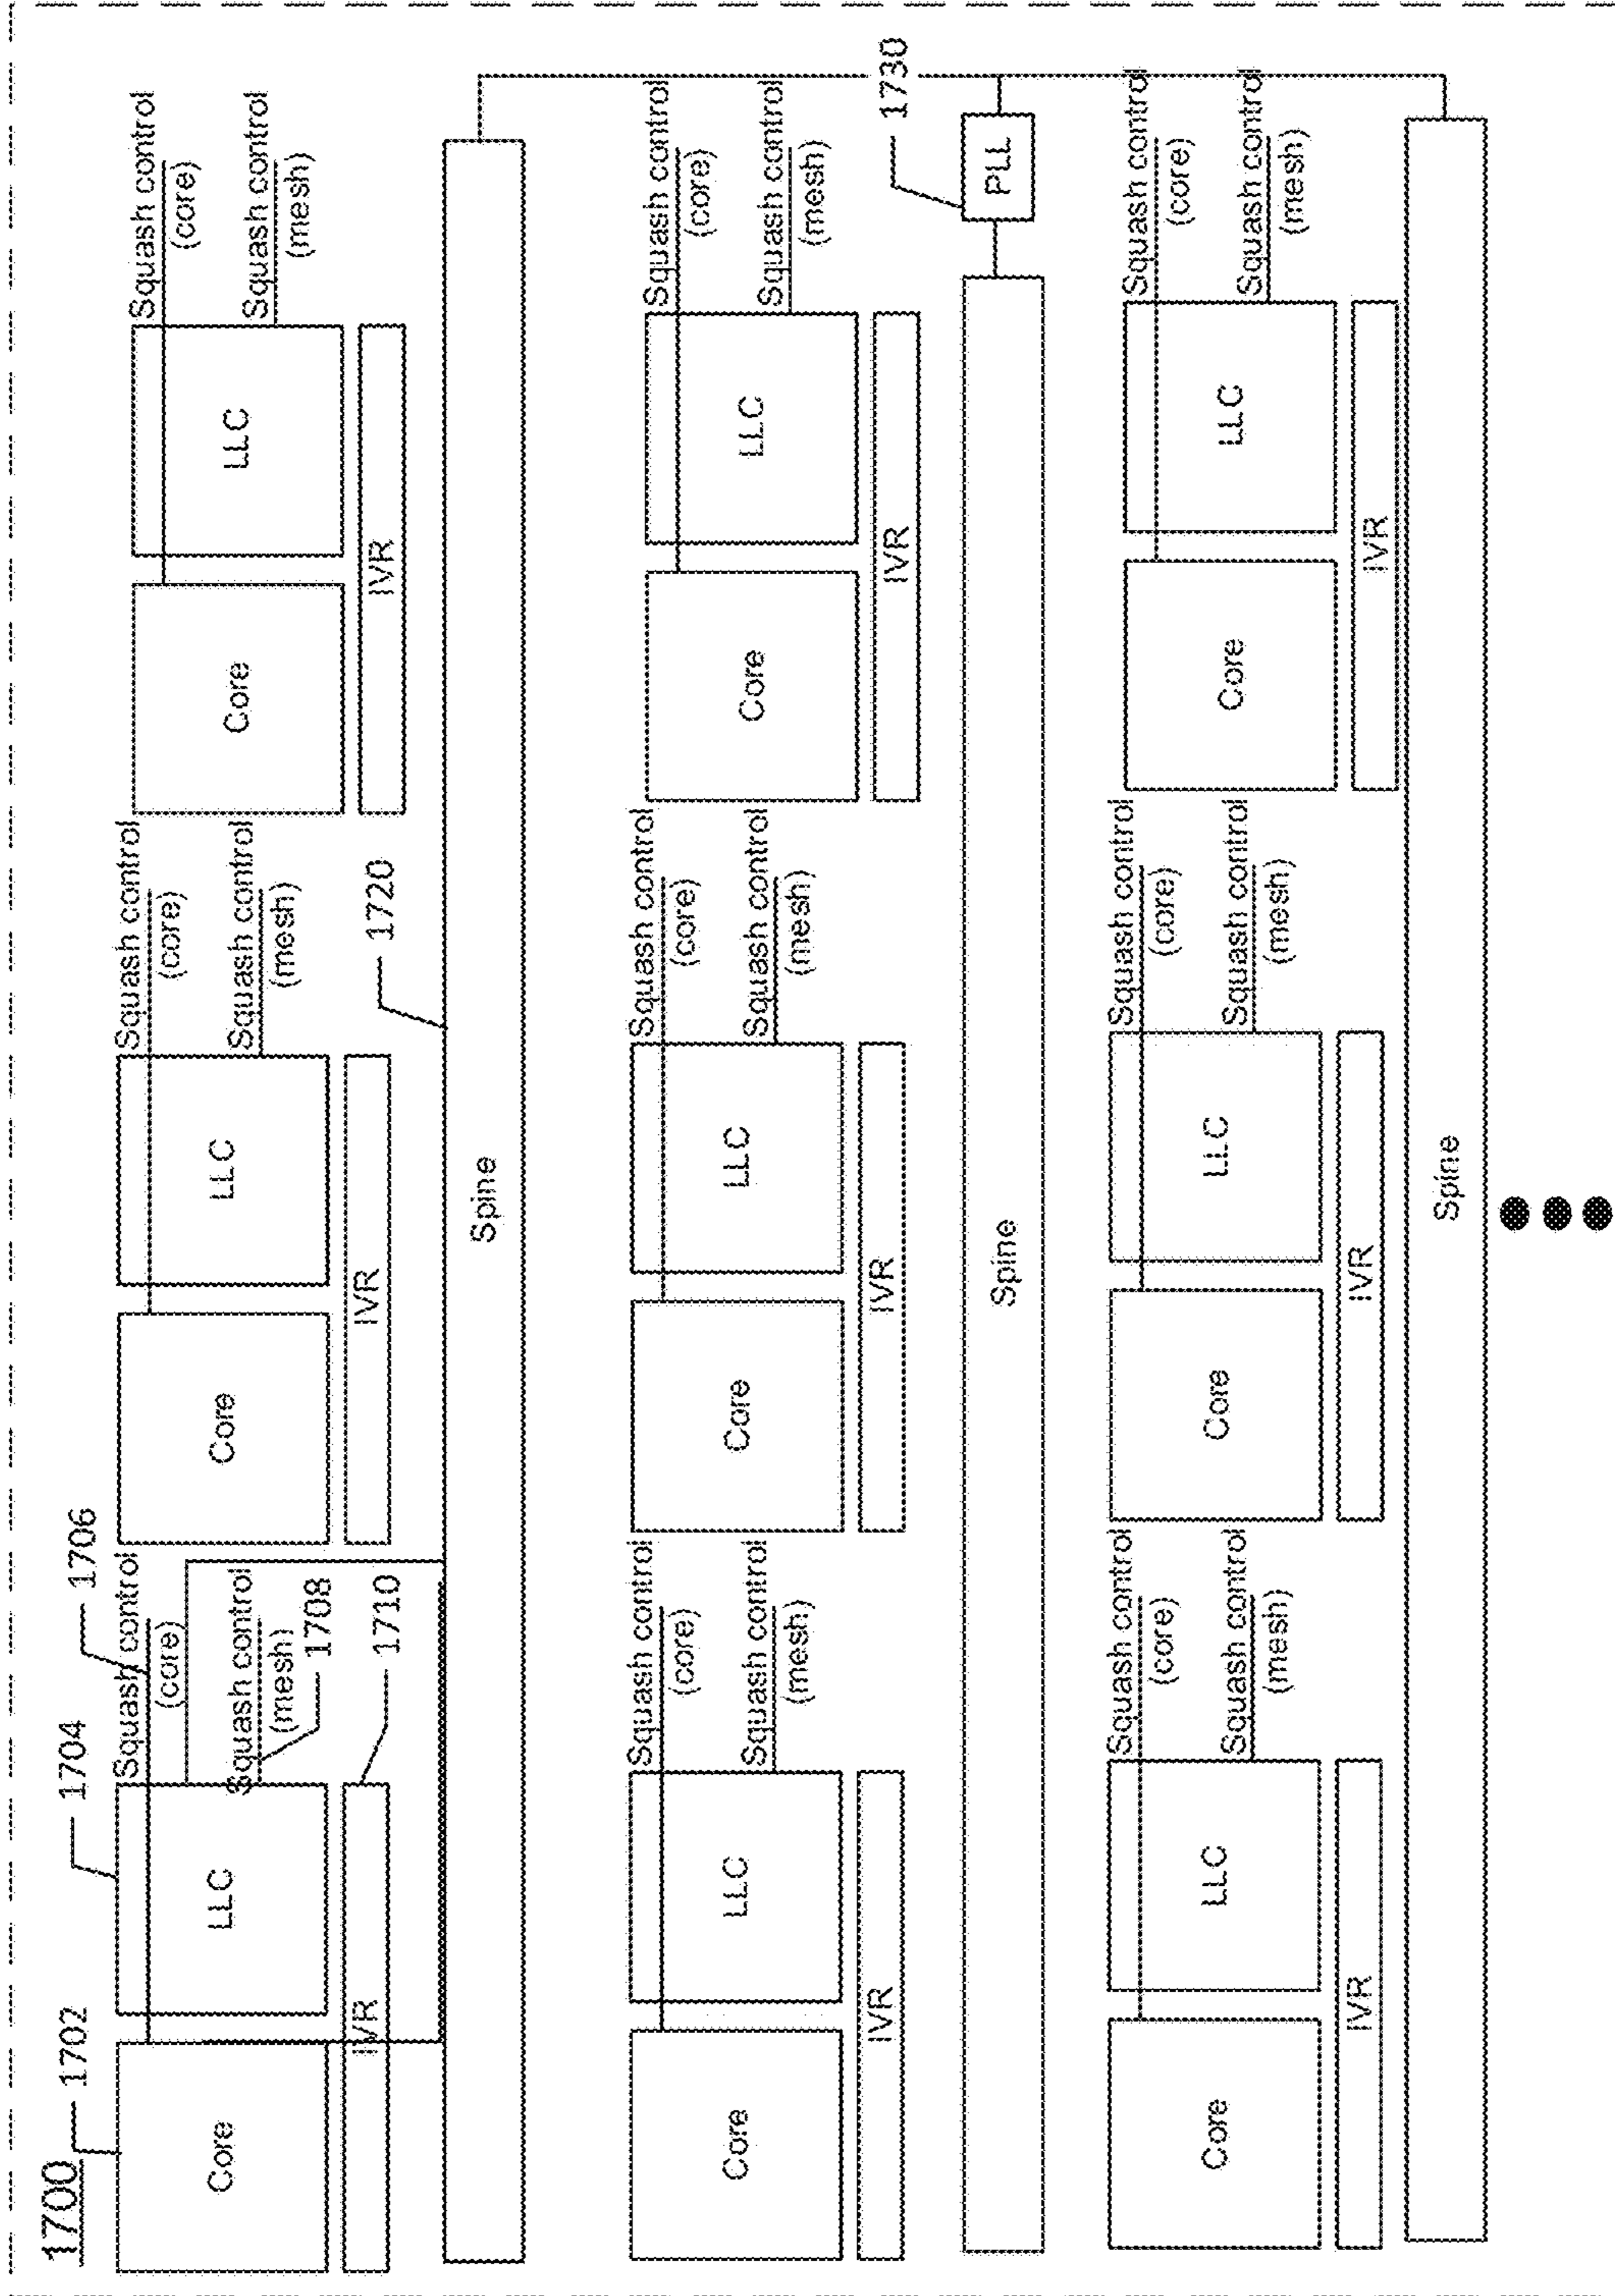 1700
1702
1704
1706
Squash control
(core)
Squash control
(mesh)
1708
1710
Core
LLC
IVR
Squash control
(core)
Squash control
(mesh)
Core
LLC
IVR
Squash control
(core)
Squash control
(mesh)
Core
LLC
IVR
1720
Spine
Squash control
(core)
Squash control
(mesh)
Core
LLC
IVR
Squash control
(core)
Squash control
(mesh)
Core
LLC
IVR
Squash control
(core)
Squash control
(mesh)
Core
LLC
IVR
1730
PLL
Spine
Squash control
(core)
Squash control
(mesh)
Core
LLC
IVR
Squash control
(core)
Squash control
(mesh)
Core
LLC
IVR
Squash control
(core)
Squash control
(mesh)
Core
LLC
IVR
Spine